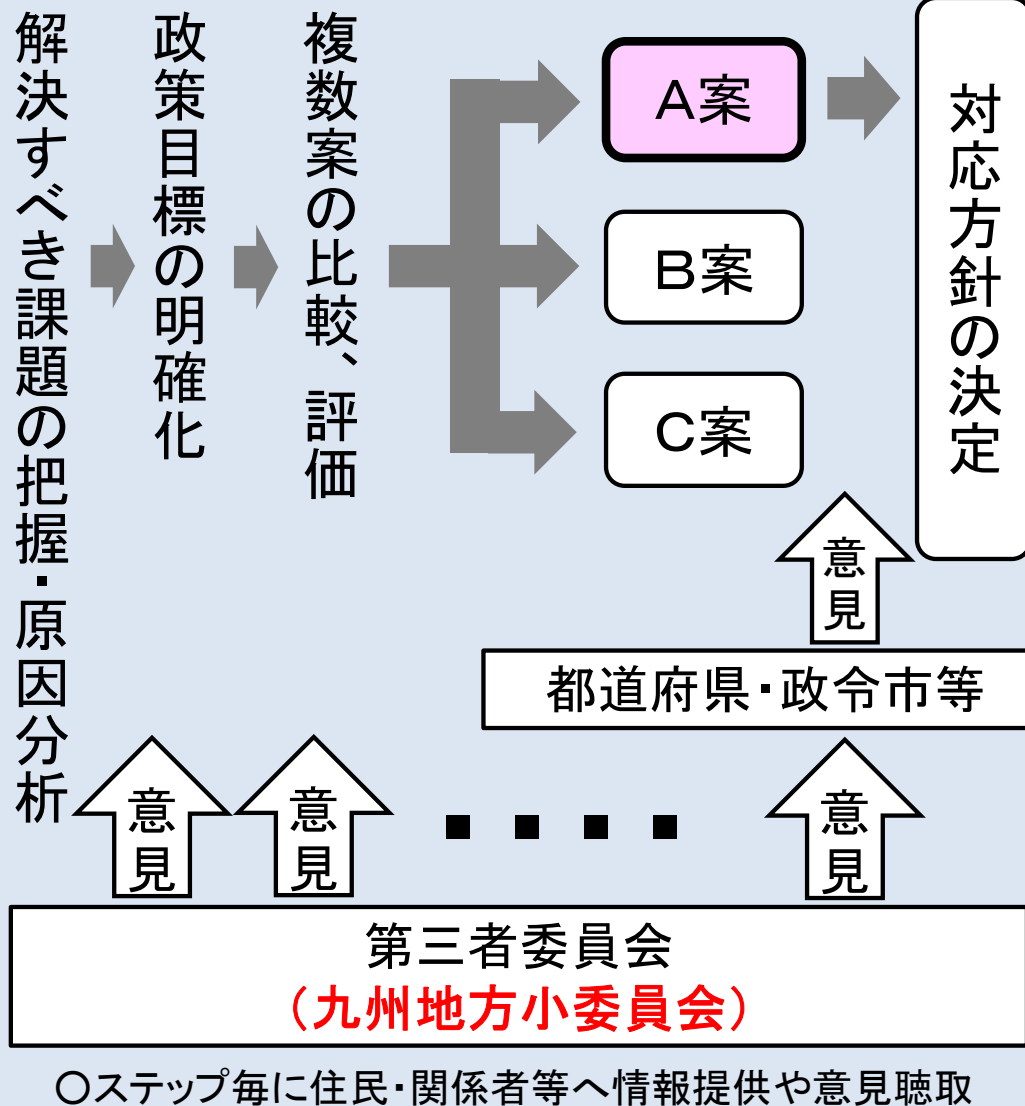 解決すべき課題の把握・原因分析
政策目標の明確化
複数案の比較、評価
A案
B案
C案
対応方針の決定
意見
都道府県・政令市等
意見
意見
意見
第三者委員会
（九州地方小委員会）
○ステップ毎に住民・関係者等へ情報提供や意見聴取